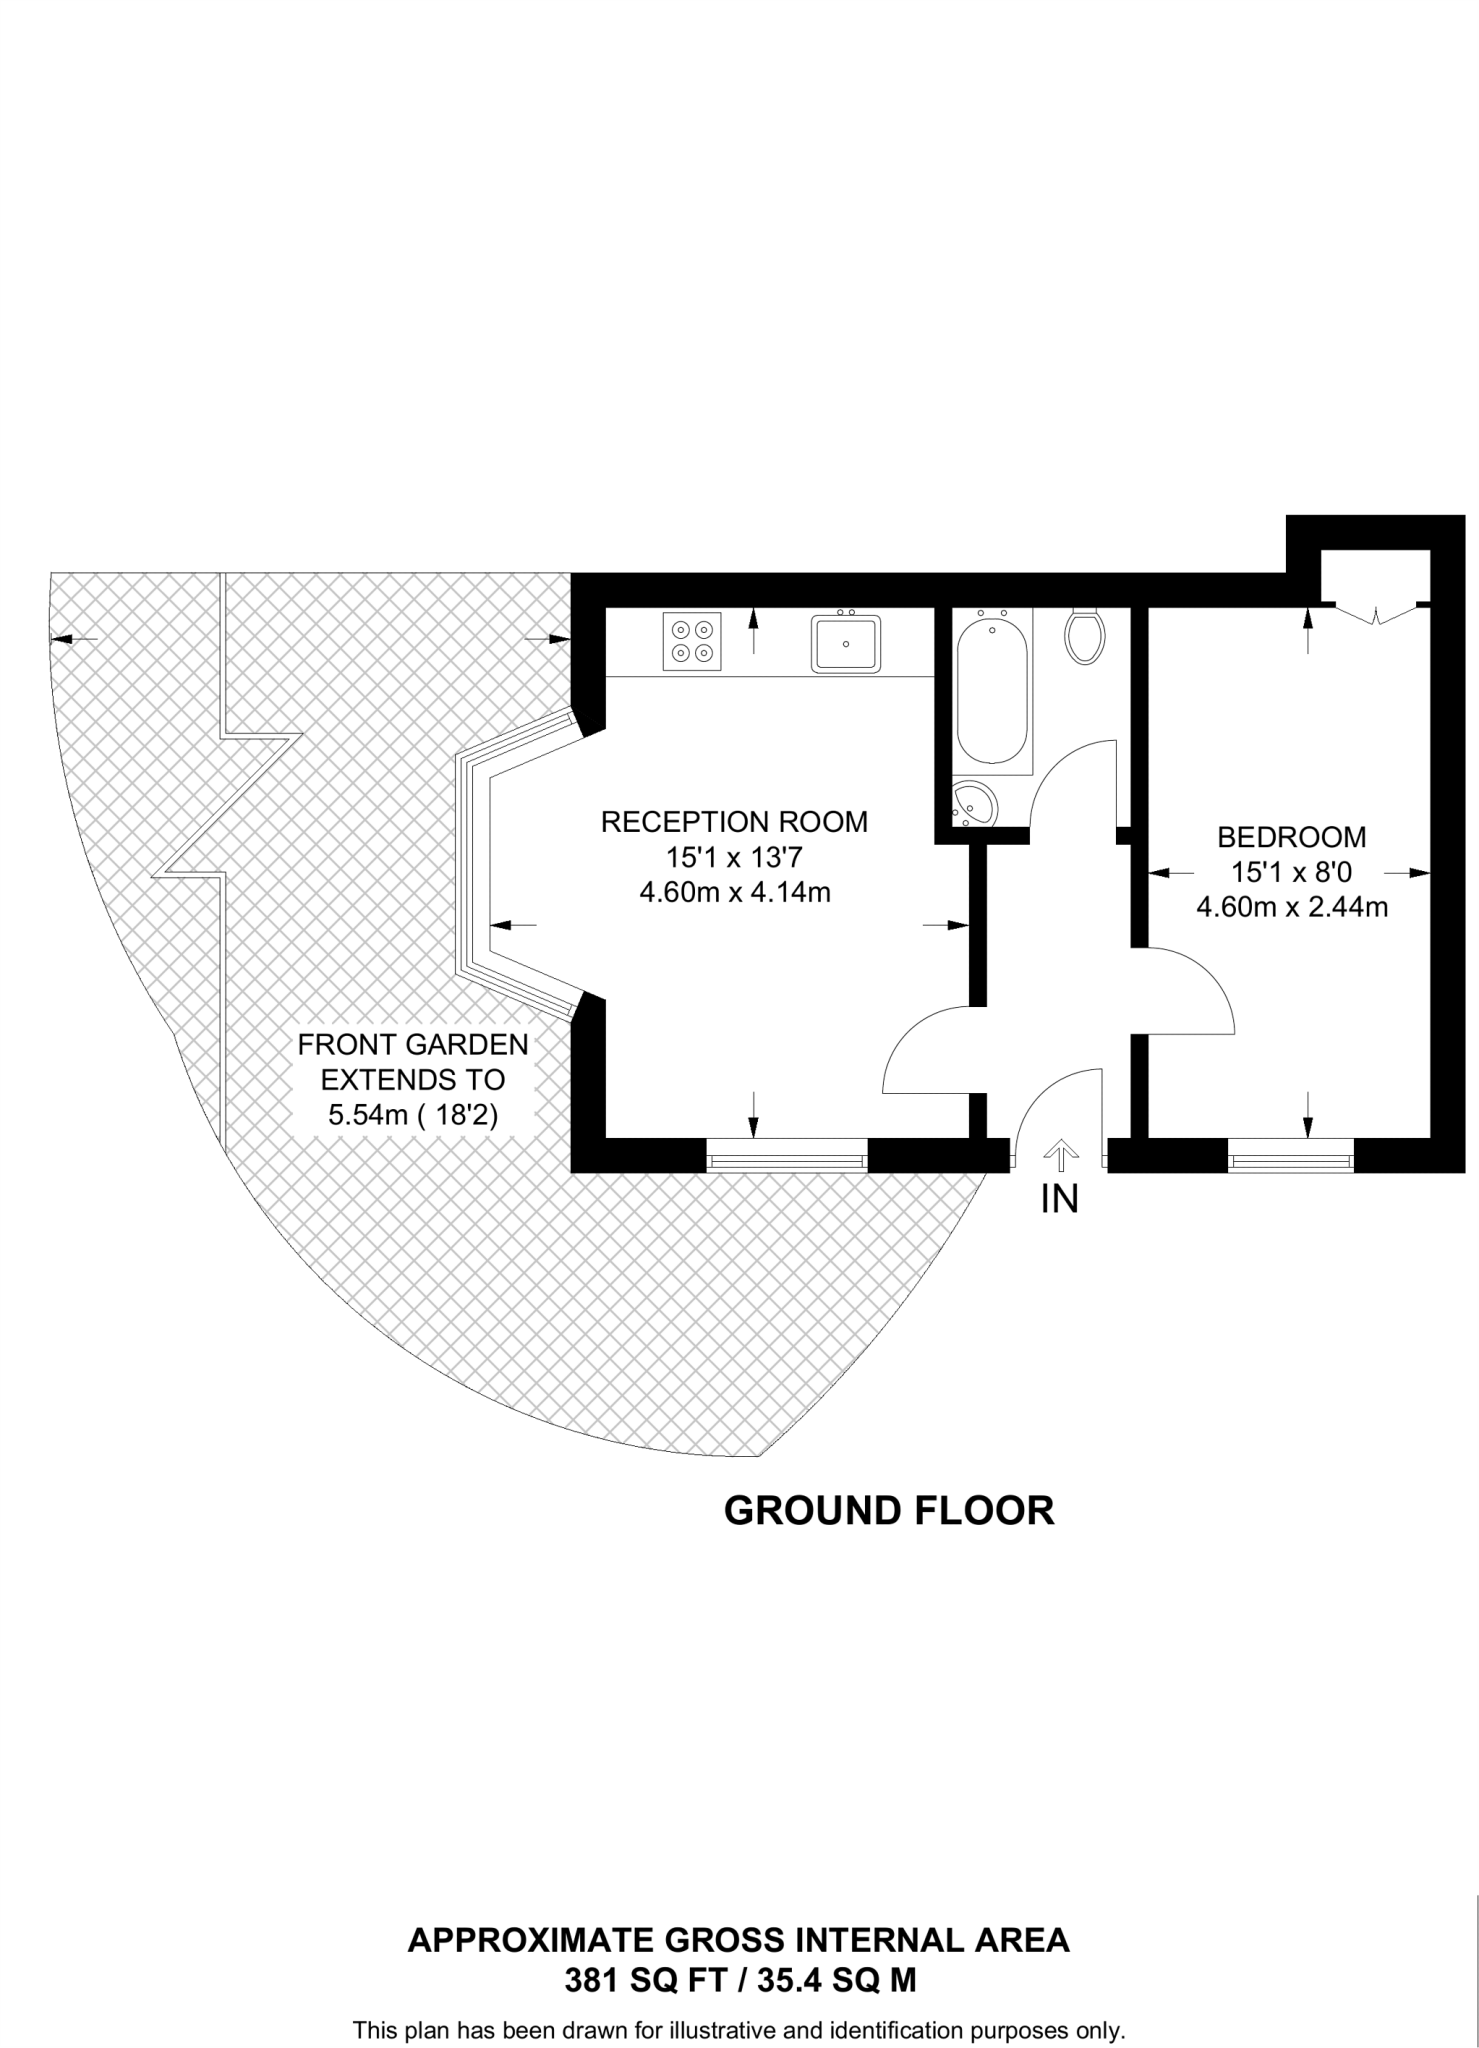 RECEPTION ROOM
15'1 x 13'7
4.60m x 4.14m
BEDROOM
15'1 x 8'0
4.60m x 2.44m
FRONT GARDEN
EXTENDS TO
5.54m ( 18'2)
IN
GROUND FLOOR
APPROXIMATE GROSS INTERNAL AREA
381 SQ FT / 35.4 SQ M
This plan has been drawn for illustrative and identification purposes only.